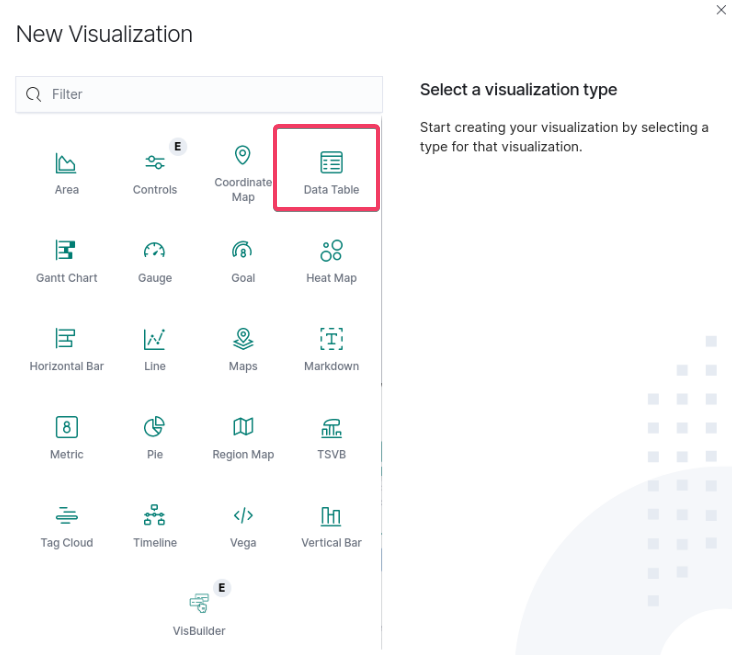 New Visualization
Filter
Select a visualization type
Start creating your visualization by selecting a
type for that visualization.
E
Area
Controls
Coordinate
Map
Data Table
Gantt Chart
Gauge
8
Goal
Heat Map
Horizontal Bar
Line
Maps
T
Markdown
8
Metric
Pie
Region Map
TSVB
Tag Cloud
Timeline
</>
Vega
Vertical Bar
E
VisBuilder